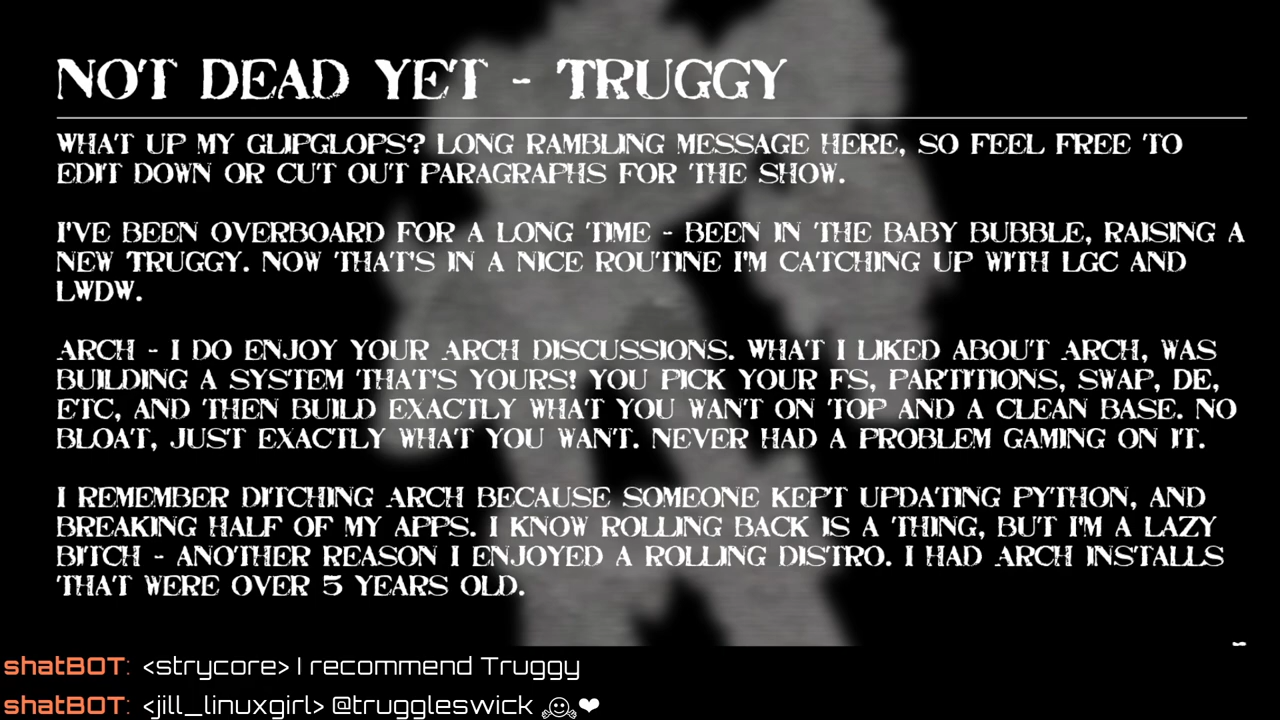 NOT DEAD YET - TRUGGY
WHAT UP MY GLIPGLOPS? LONG RAMBLING MESSAGE HERE, SO FEEL FREE TO
EDIT DOWN OR CUT OUT PARAGRAPHS FOR THE SHOW.
I'VE BEEN OVERBOARD FOR A LONG TIME - BEEN IN THE BABY BUBBLE, RAISING A
NEW TRUGGY. NOW THAT'S IN A NICE ROUTINE I'M CATCHING UP WITH LGC AND
LWDW.
ARCH - I DO ENJOY YOUR ARCH DISCUSSIONS. WHAT I LIKED ABOUT ARCH, WAS
BUILDING A SYSTEM THAT'S YOURS! YOU PICK YOUR FS, PARTITIONS, SWAP, DE,
ETC, AND THEN BUILD EXACTLY WHAT YOU WANT ON TOP AND A CLEAN BASE. NO
BLOAT, JUST EXACTLY WHAT YOU WANT. NEVER HAD A PROBLEM GAMING ON IT.
I REMEMBER DITCHING ARCH BECAUSE SOMEONE KEPT UPDATING PYTHON, AND
BREAKING HALF OF MY APPS. I KNOW ROLLING BACK IS A THING, BUT I'M A LAZY
BITCH - ANOTHER REASON I ENJOYED A ROLLING DISTRO. I HAD ARCH INSTALLS
THAT WERE OVER 5 YEARS OLD.
shatBOT: <strycore> I recommend Truggy
shatBOT: <jill_linuxgirl> @truggleswick 🤗❤